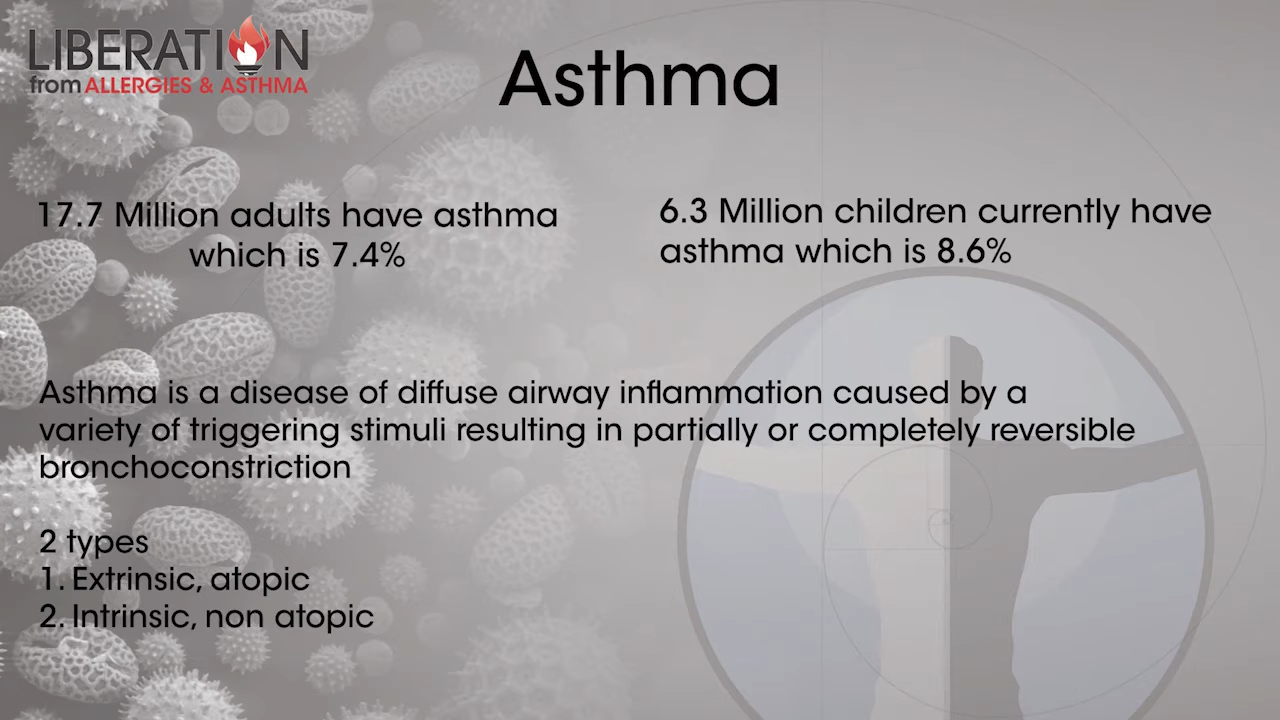 LIBERATION
from ALLERGIES & ASTHMA
Asthma
17.7 Million adults have asthma
which is 7.4%
6.3 Million children currently have
asthma which is 8.6%
Asthma is a disease of diffuse airway inflammation caused by a
variety of triggering stimuli resulting in partially or completely reversible
bronchoconstriction
2 types
1. Extrinsic, atopic
2. Intrinsic, non atopic